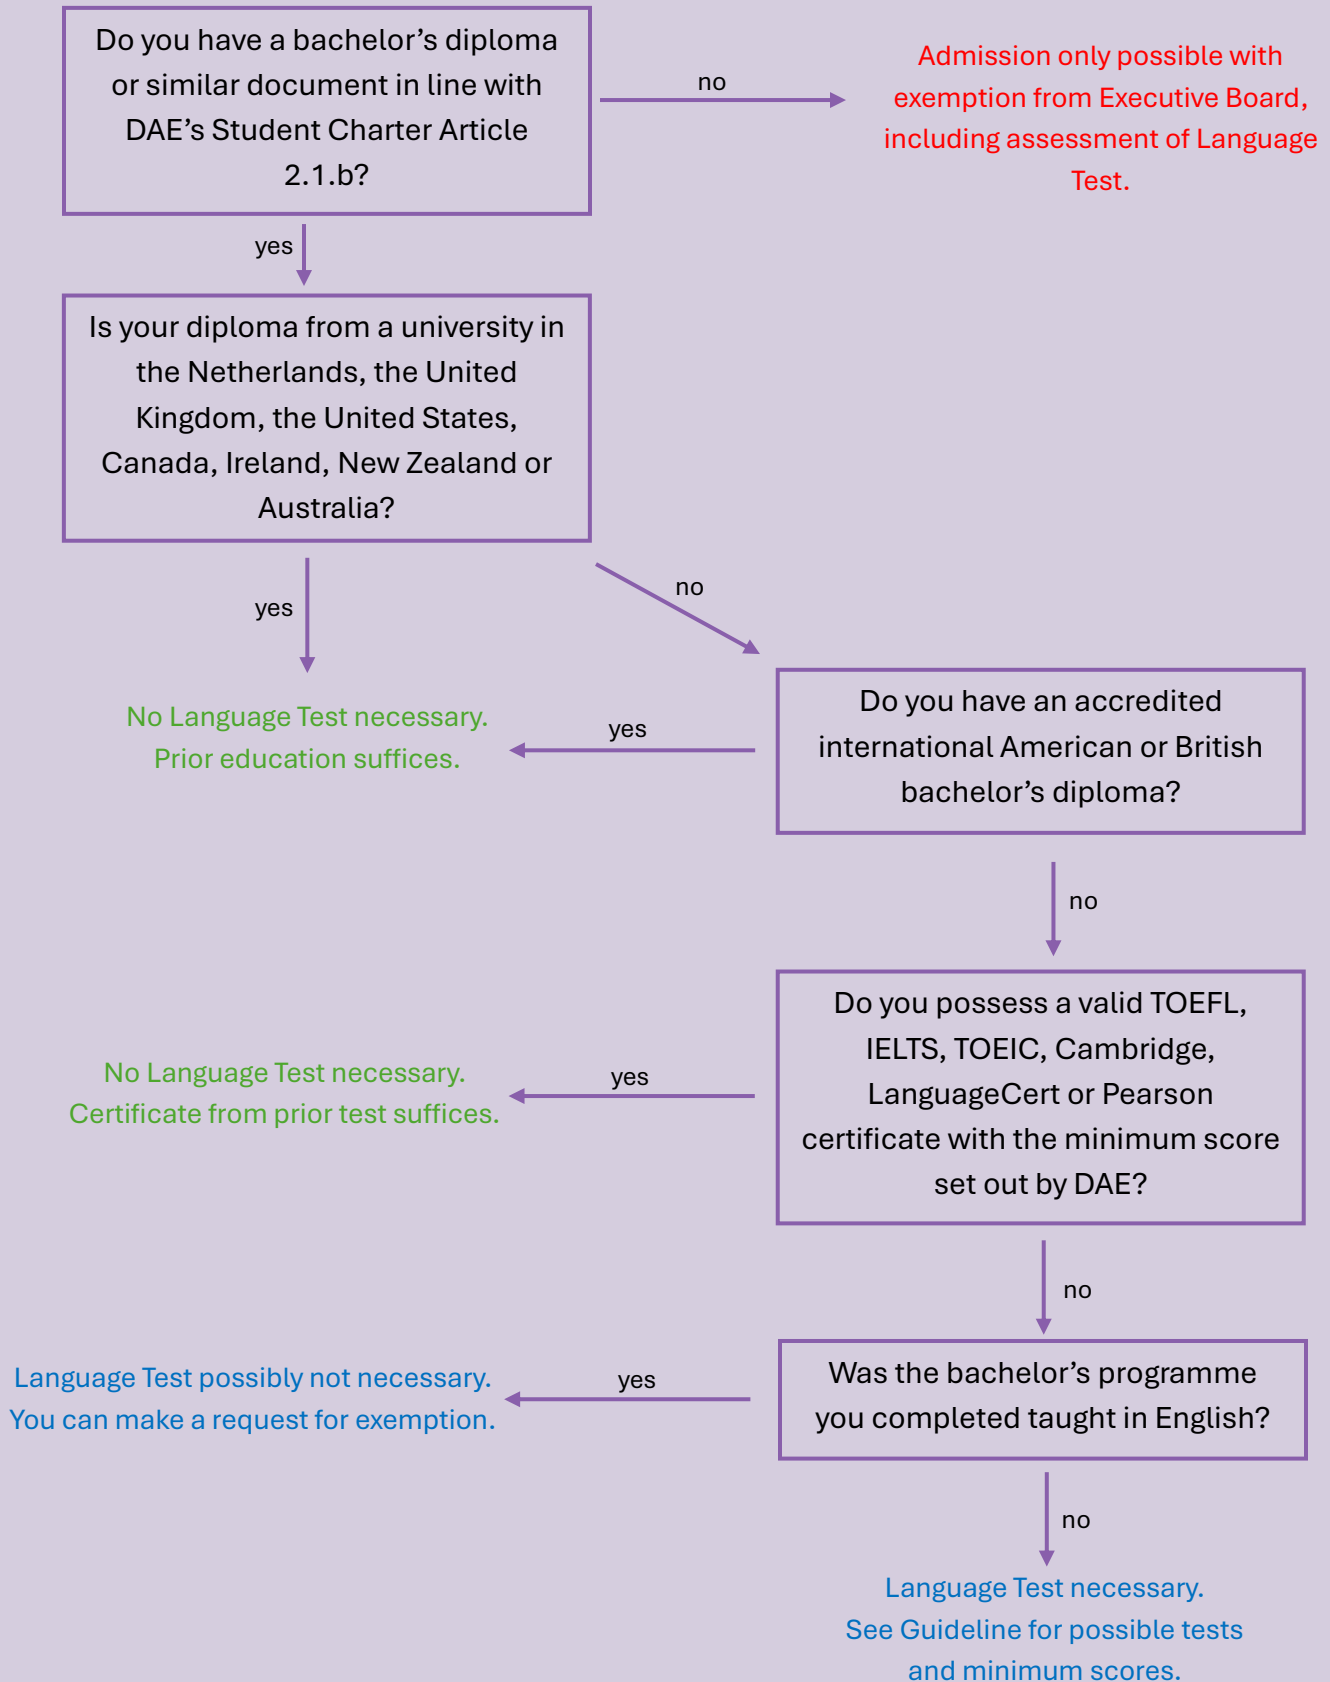 Do you have a bachelor’s diploma
or similar document in line with
DAE’s Student Charter Article
2.1.b?
no
Admission only possible with
exemption from Executive Board,
including assessment of Language
Test.
yes
Is your diploma from a university in
the Netherlands, the United
Kingdom, the United States,
Canada, Ireland, New Zealand or
Australia?
yes
no
No Language Test necessary.
Prior education suffices.
yes
Do you have an accredited
international American or British
bachelor’s diploma?
no
Do you possess a valid TOEFL,
IELTS, TOEIC, Cambridge,
LanguageCert or Pearson
certificate with the minimum score
set out by DAE?
yes
No Language Test necessary.
Certificate from prior test suffices.
no
Was the bachelor’s programme
you completed taught in English?
yes
Language Test possibly not necessary.
You can make a request for exemption.
no
Language Test necessary.
See Guideline for possible tests
and minimum scores.